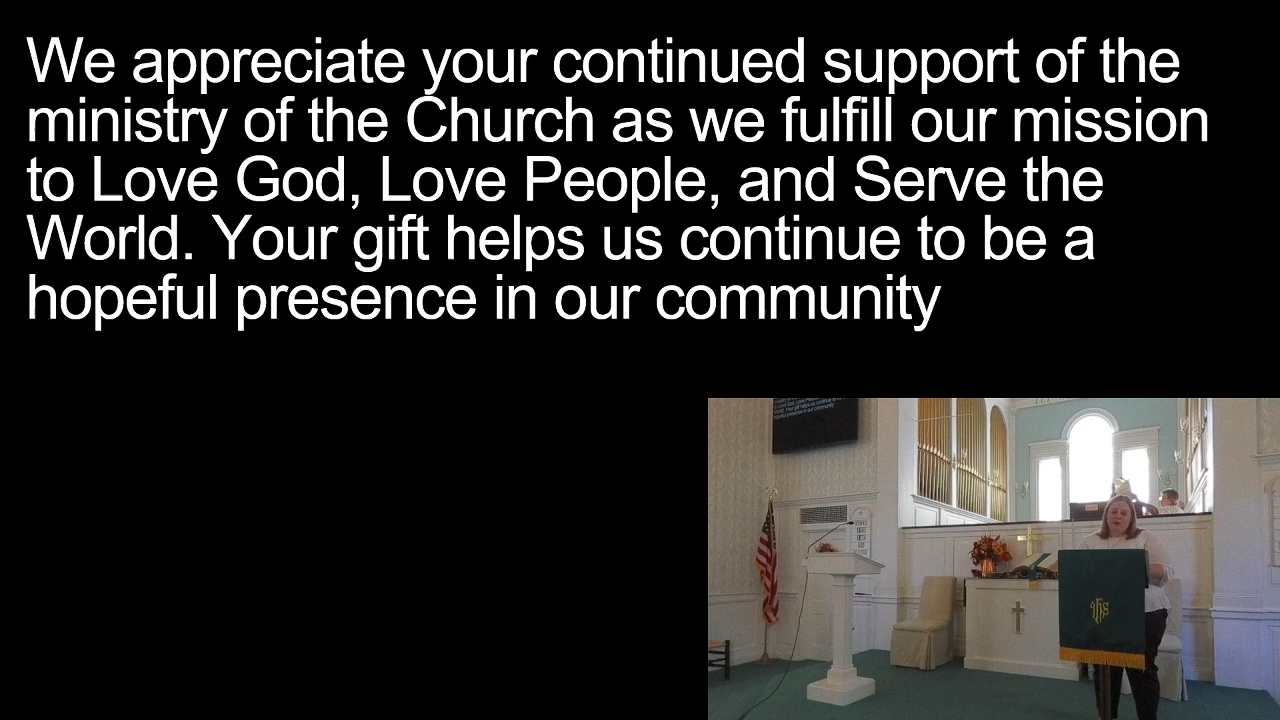 We appreciate your continued support of the
ministry of the Church as we fulfill our mission
to Love God, Love People, and Serve the
World. Your gift helps us continue to be a
hopeful presence in our community